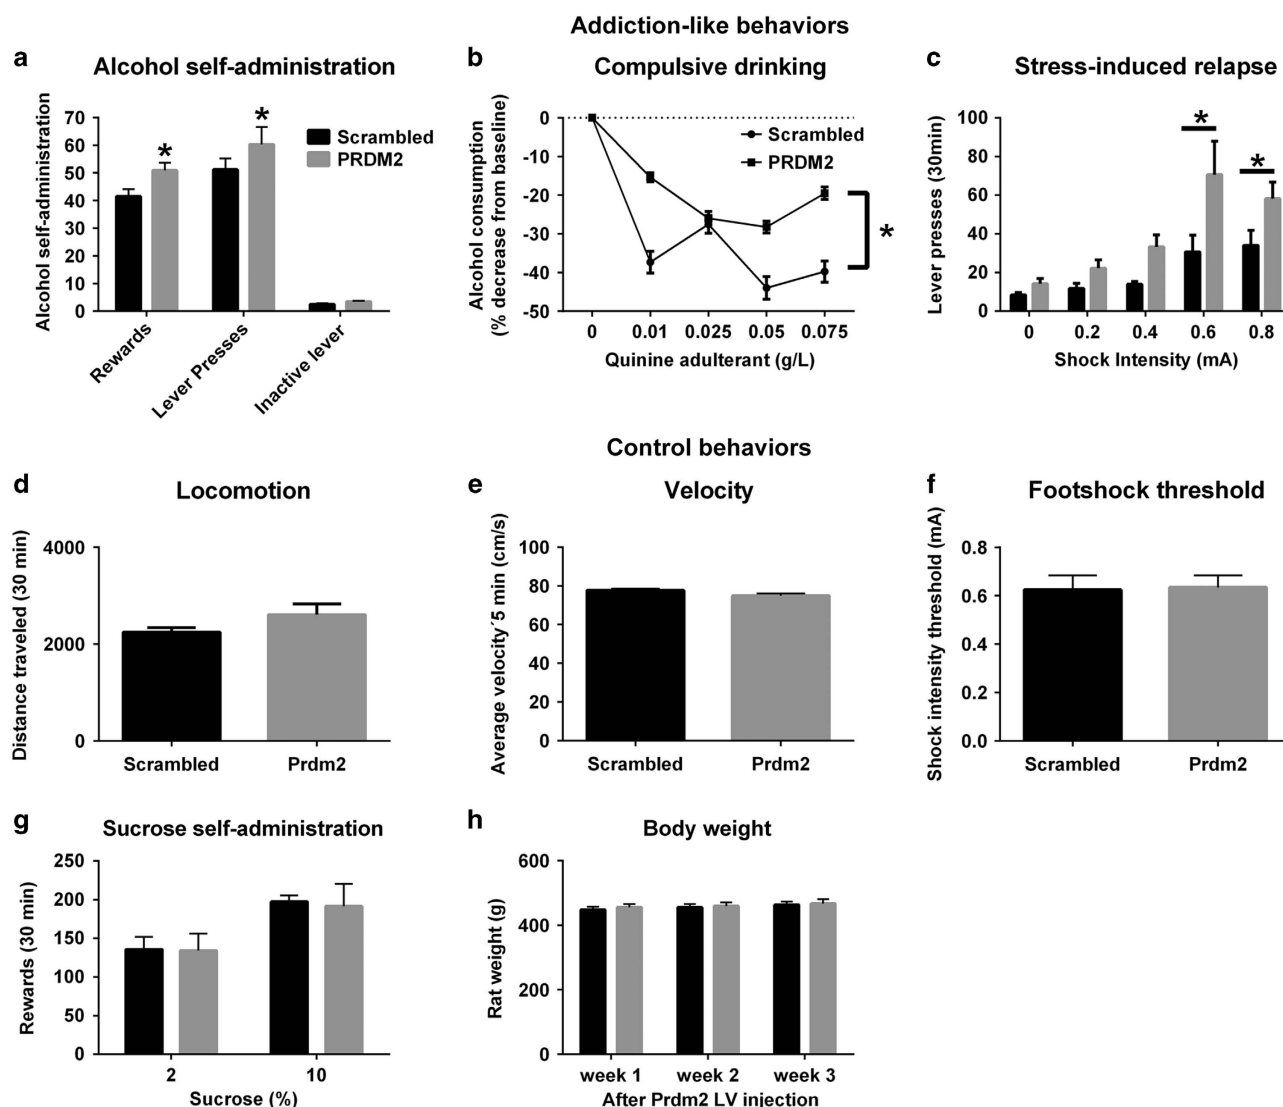 Addiction-like behaviors
a Alcohol self-administration
Alcohol self-administration
70
60
50
40
30
20
10
0
* *
Scrambled
PRDM2
Rewards
Lever Presses
Inactive lever
b Compulsive drinking
Alcohol consumption
(% decrease from baseline)
0
-10
-20
-30
-40
-50
Scrambled
PRDM2
*
0 0.01 0.025 0.05 0.075
Quinine adulterant (g/L)
c Stress-induced relapse
Lever presses (30min)
100
80
60
40
20
0
* *
0 0.2 0.4 0.6 0.8
Shock Intensity (mA)
Control behaviors
d Locomotion
Distance traveled (30 min)
4000
2000
0
Scrambled Prdm2
e Velocity
Average velocity´5 min (cm/s)
100
80
60
40
20
0
Scrambled Prdm2
f Footshock threshold
Shock intensity threshold (mA)
0.8
0.6
0.4
0.2
0.0
Scrambled Prdm2
g Sucrose self-administration
Rewards (30 min)
250
200
150
100
50
0
2 10
Sucrose (%)
h Body weight
Rat weight (g)
600
400
200
0
week 1 week 2 week 3
After Prdm2 LV injection